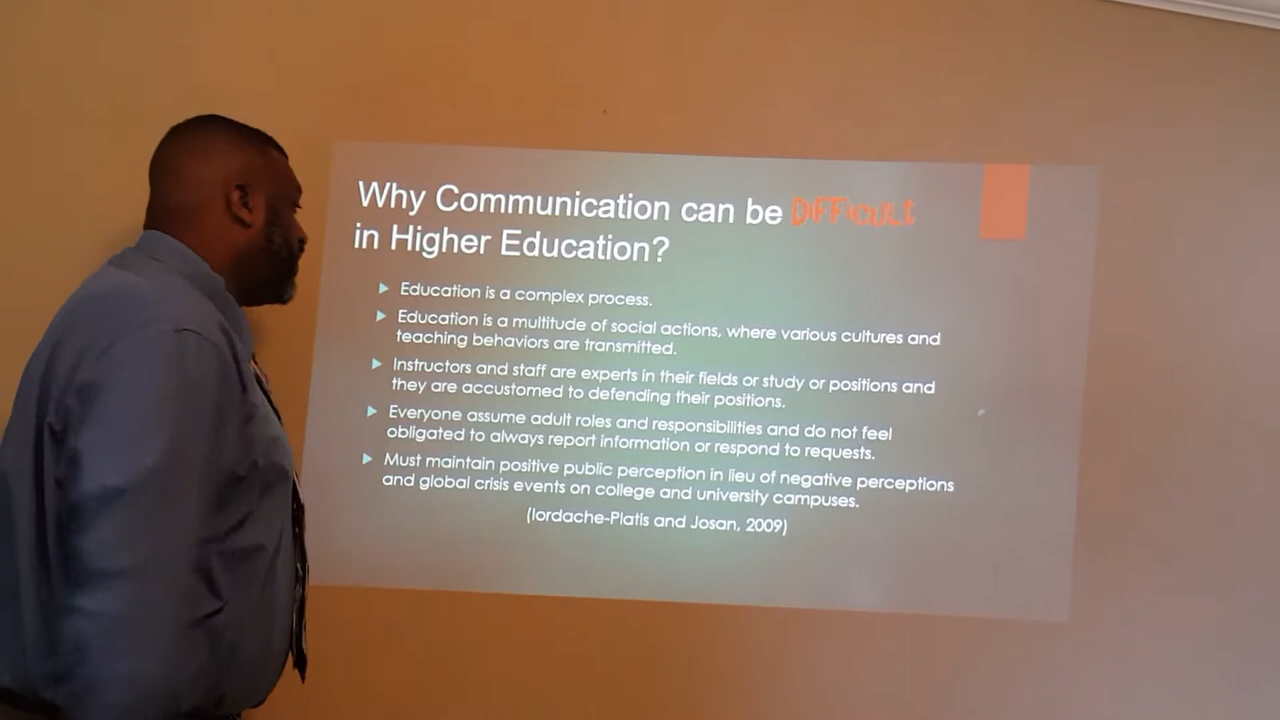 Why Communication can be DIFFICULT
in Higher Education?
Education is a complex process.
Education is a multitude of social actions, where various cultures and
teaching behaviors are transmitted.
Instructors and staff are experts in their fields or study or positions and
they are accustomed to defending their positions.
Everyone assume adult roles and responsibilities and do not feel
obligated to always report information or respond to requests.
Must maintain positive public perception in lieu of negative perceptions
and global crisis events on college and university campuses.
(Iordache-Platis and Josan, 2009)